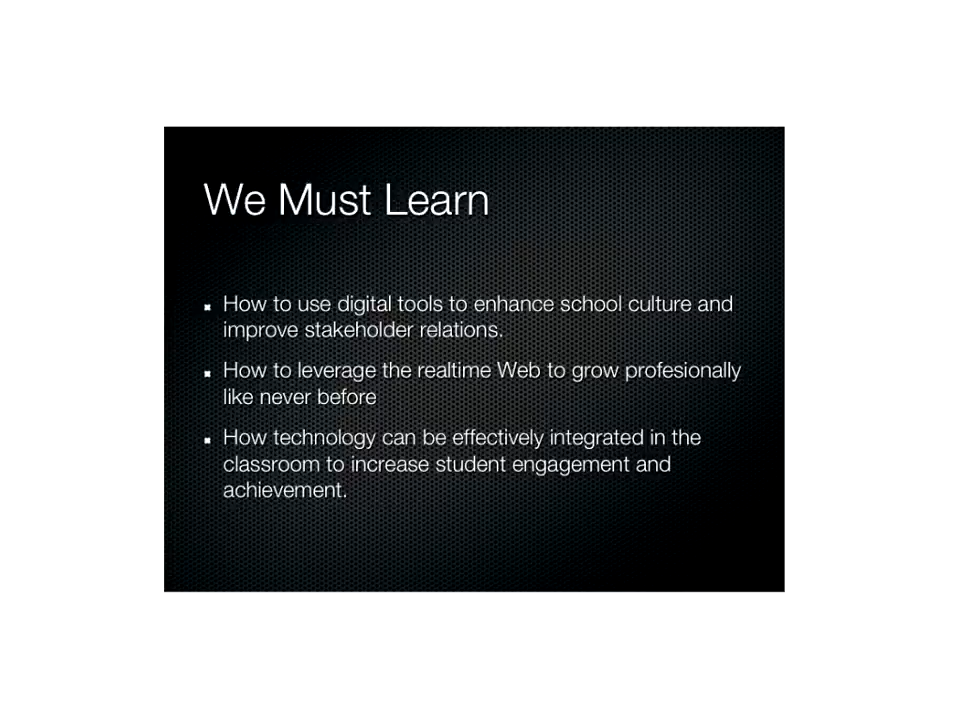 We Must Learn
How to use digital tools to enhance school culture and
improve stakeholder relations.
How to leverage the realtime Web to grow profesionally
like never before
How technology can be effectively integrated in the
classroom to increase student engagement and
achievement.